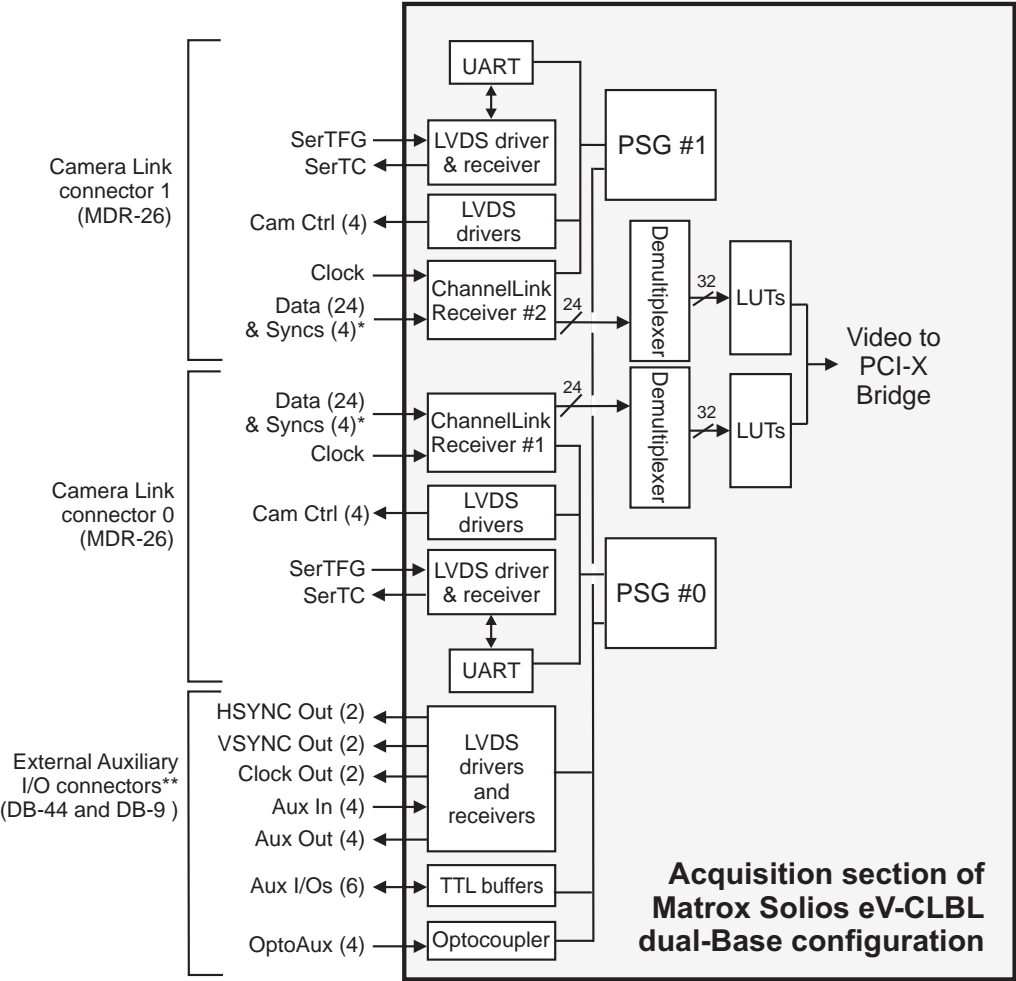 UART
SerTFG
SerTC
LVDS driver
& receiver
PSG #1
Camera Link
connector 1
(MDR-26)
Cam Ctrl (4)
LVDS
drivers
Clock
Data (24)
& Syncs (4)*
ChannelLink
Receiver #2
24
Demultiplexer
32
LUTs
Video to
PCI-X
Bridge
Data (24)
& Syncs (4)*
Clock
ChannelLink
Receiver #1
24
Demultiplexer
32
LUTs
Camera Link
connector 0
(MDR-26)
Cam Ctrl (4)
LVDS
drivers
SerTFG
SerTC
LVDS driver
& receiver
PSG #0
UART
External Auxiliary
I/O connectors**
(DB-44 and DB-9 )
HSYNC Out (2)
VSYNC Out (2)
Clock Out (2)
Aux In (4)
Aux Out (4)
LVDS
drivers
and
receivers
Aux I/Os (6)
TTL buffers
OptoAux (4)
Optocoupler
Acquisition section of
Matrox Solios eV-CLBL
dual-Base configuration